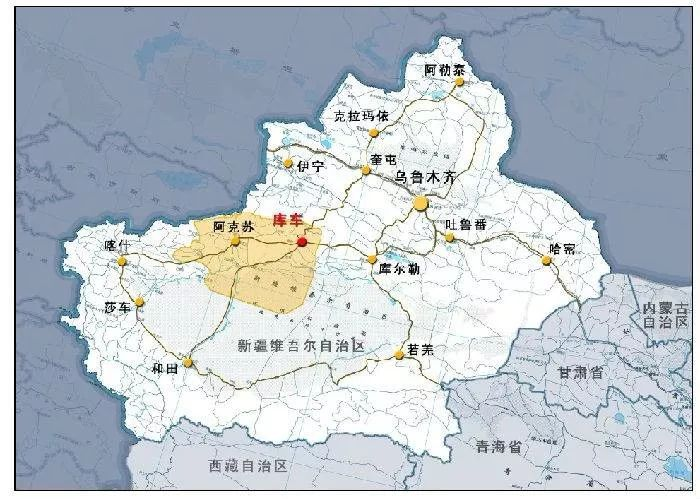 阿勒泰
克拉玛依
伊宁
奎屯
乌鲁木齐
阿克苏
库车
吐鲁番
喀什
库尔勒
哈密
莎车
内蒙古
自治区
新疆维吾尔自治区
若羌
和田
甘肃省
青海省
西藏自治区